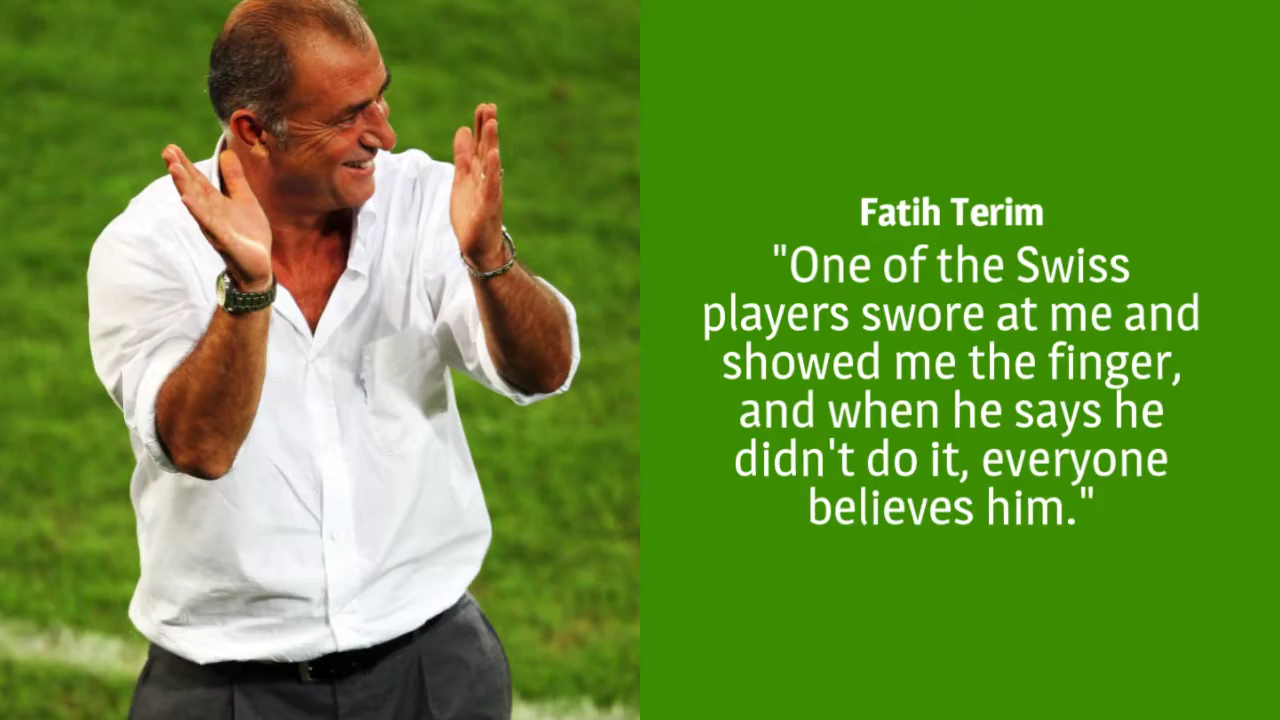 Fatih Terim
"One of the Swiss
players swore at me and
showed me the finger,
and when he says he
didn't do it, everyone
believes him."